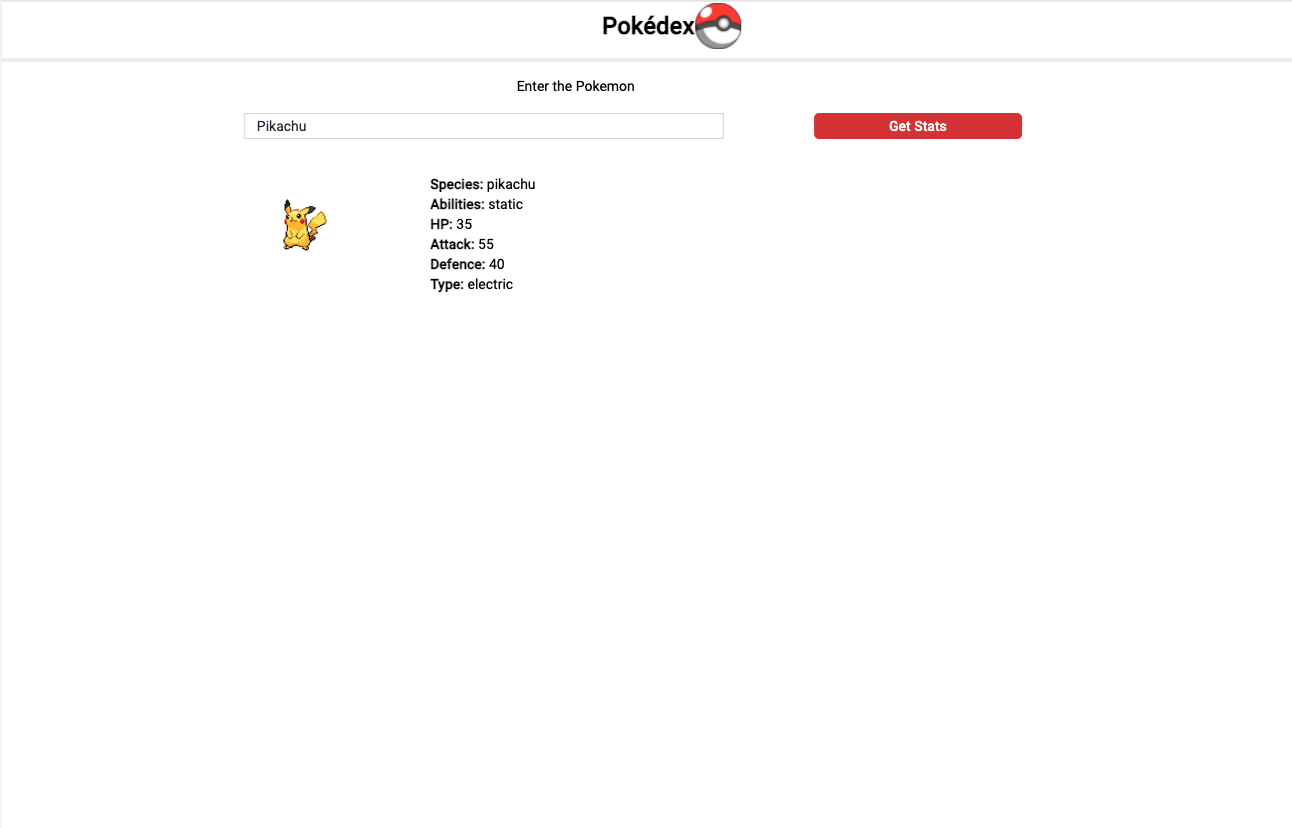 Pokédex
Enter the Pokemon
Pikachu
Get Stats
Species: pikachu
Abilities: static
HP: 35
Attack: 55
Defence: 40
Type: electric